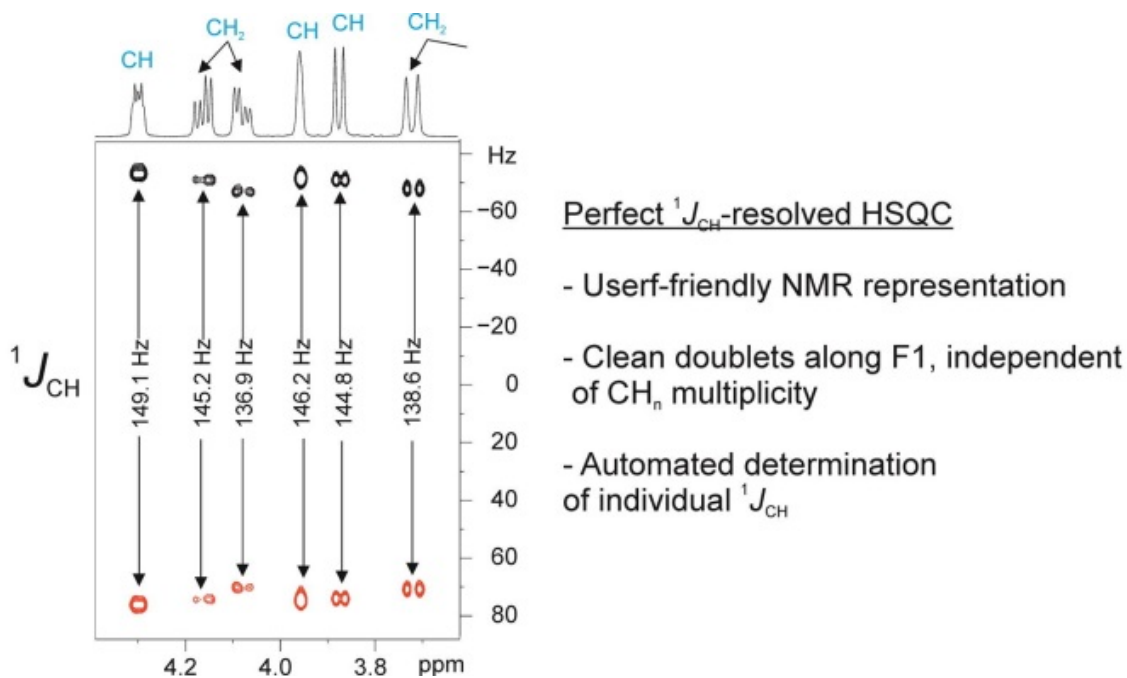 CH
CH₂
CH
CH
CH₂
Hz
−60
−40
−20
0
20
40
60
80
¹J_CH
149.1 Hz
145.2 Hz
136.9 Hz
146.2 Hz
144.8 Hz
138.6 Hz
4.2
4.0
3.8
ppm
Perfect ¹J_CH-resolved HSQC
- Userf-friendly NMR representation
- Clean doublets along F1, independent
of CHₙ multiplicity
- Automated determination
of individual ¹J_CH